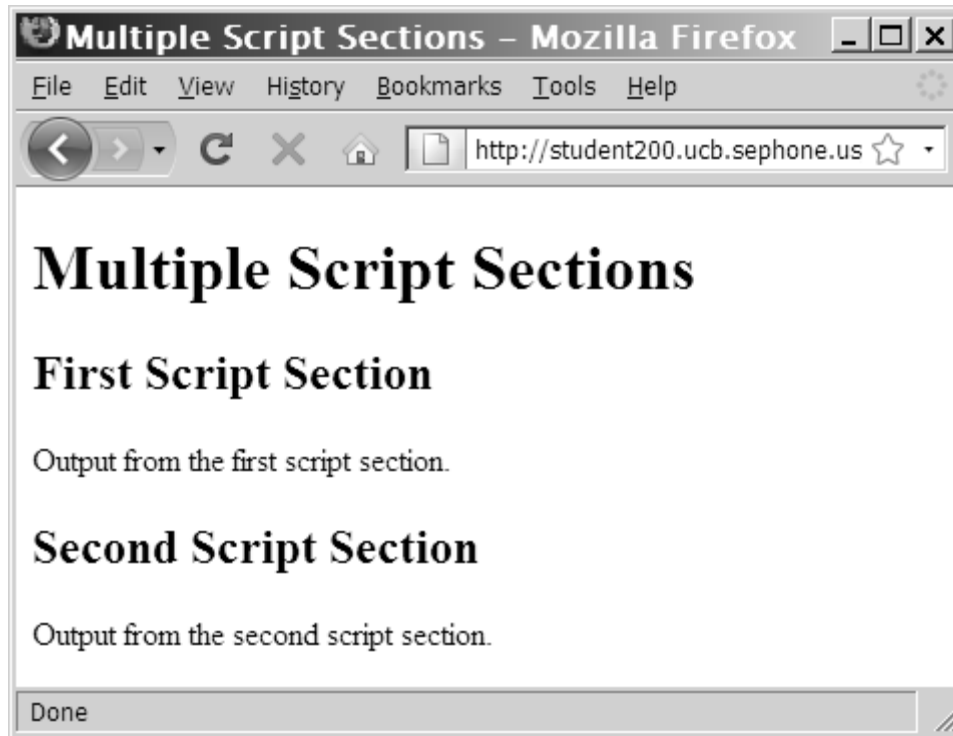 Multiple Script Sections – Mozilla Firefox
File Edit View History Bookmarks Tools Help
http://student200.ucb.sephone.us
Multiple Script Sections
First Script Section
Output from the first script section.
Second Script Section
Output from the second script section.
Done